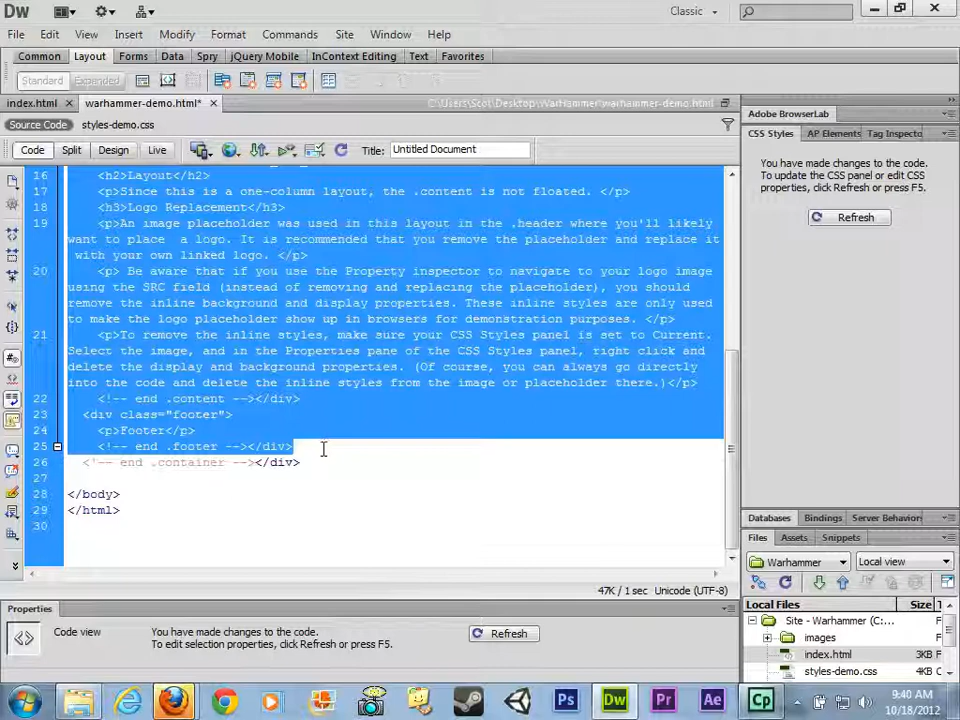 Dw Classic
File Edit View Insert Modify Format Commands Site Window Help
Common Layout Forms Data Spry jQuery Mobile InContext Editing Text Favorites
Standard Expanded
index.html × warhammer-demo.html* × C:\Users\Scot\Desktop\WarHammer\warhammer-demo.html
Source Code styles-demo.css
Code Split Design Live Title: Untitled Document
16 <h2>Layout</h2>
17 <p>Since this is a one-column layout, the .content is not floated. </p>
18 <h3>Logo Replacement</h3>
19 <p>An image placeholder was used in this layout in the .header where you'll likely
want to place a logo. It is recommended that you remove the placeholder and replace it
with your own linked logo. </p>
20 <p> Be aware that if you use the Property inspector to navigate to your logo image
using the SRC field (instead of removing and replacing the placeholder), you should
remove the inline background and display properties. These inline styles are only used
to make the logo placeholder show up in browsers for demonstration purposes. </p>
21 <p>To remove the inline styles, make sure your CSS Styles panel is set to Current.
Select the image, and in the Properties pane of the CSS Styles panel, right click and
delete the display and background properties. (Of course, you can always go directly
into the code and delete the inline styles from the image or placeholder there.)</p>
22 <!-- end .content --></div>
23 <div class="footer">
24 <p>Footer</p>
25 <!-- end .footer --></div>
26 <!-- end .container --></div>
27
28 </body>
29 </html>
30
47K / 1 sec Unicode (UTF-8)
Properties
Code view
You have made changes to the code.
To edit selection properties, click Refresh or press F5.
Refresh
Adobe BrowserLab
CSS Styles AP Elements Tag Inspecto
You have made changes to the code.
To update the CSS panel or edit CSS
properties, click Refresh or press F5.
Refresh
Databases Bindings Server Behavior
Files Assets Snippets
Warhammer Local view
Local Files Size T
Site - Warhammer (C:...
images F
index.html 3KB F
styles-demo.css 4KB F
Ps Dw Pr Ae Cp
9:40 AM
10/18/2012